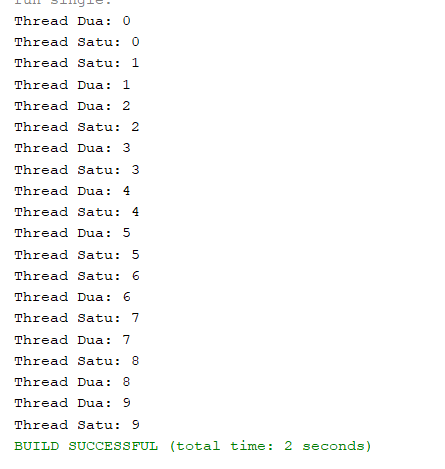 run single:
Thread Dua: 0
Thread Satu: 0
Thread Satu: 1
Thread Dua: 1
Thread Dua: 2
Thread Satu: 2
Thread Dua: 3
Thread Satu: 3
Thread Dua: 4
Thread Satu: 4
Thread Dua: 5
Thread Satu: 5
Thread Satu: 6
Thread Dua: 6
Thread Satu: 7
Thread Dua: 7
Thread Satu: 8
Thread Dua: 8
Thread Dua: 9
Thread Satu: 9
BUILD SUCCESSFUL (total time: 2 seconds)